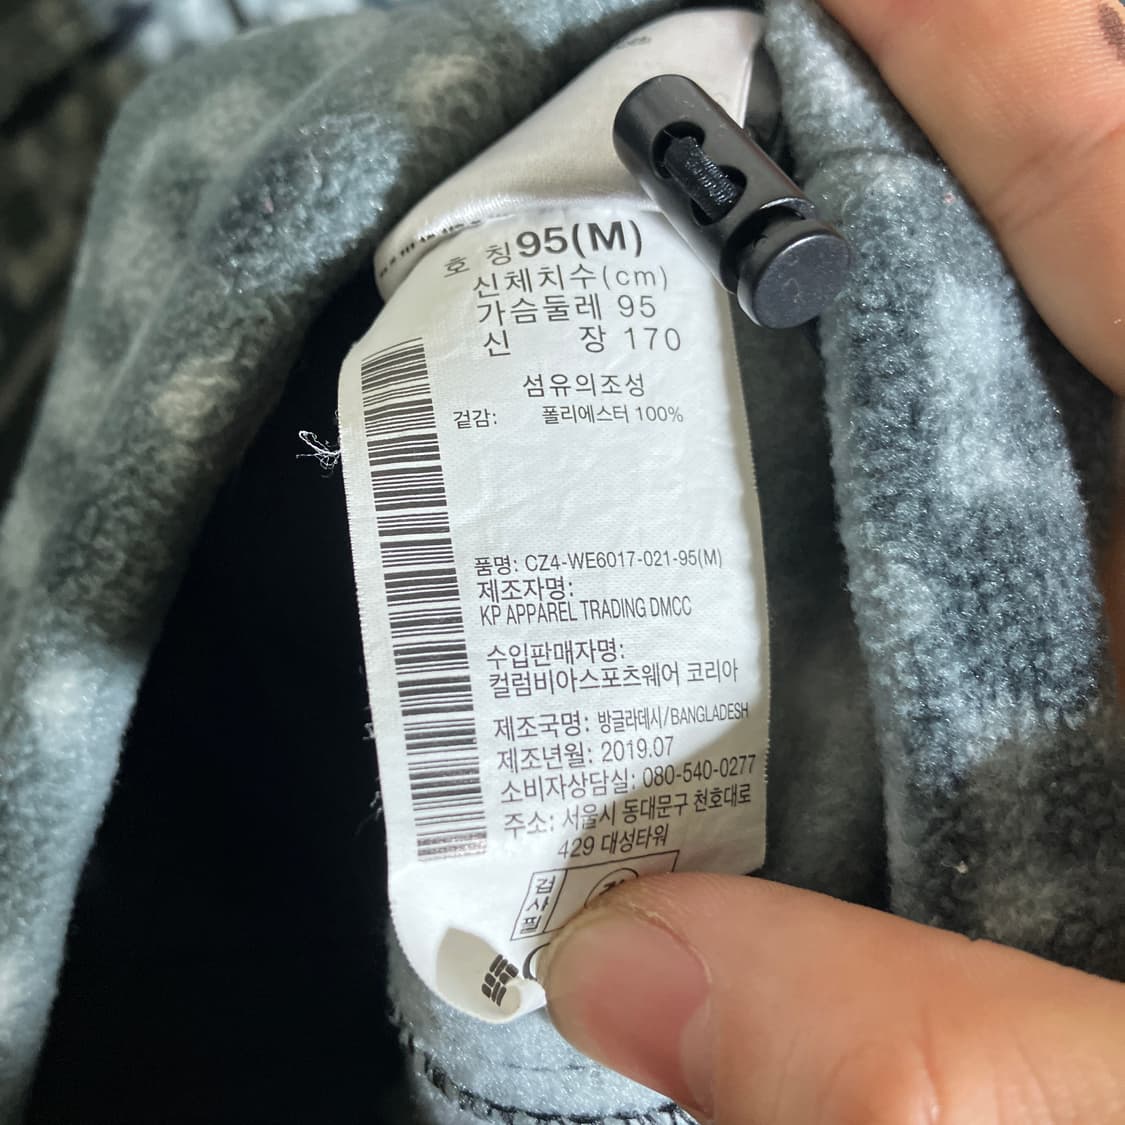 호 칭 95(M)
신체치수(cm)
가슴둘레 95
신 장 170
섬유의조성
겉감: 폴리에스터 100%
품명: CZ4-WE6017-021-95(M)
제조자명:
KP APPAREL TRADING DMCC
수입판매자명:
컬럼비아스포츠웨어 코리아
제조국명: 방글라데시/BANGLADESH
제조년월: 2019.07
소비자상담실: 080-540-0277
주소: 서울시 동대문구 천호대로
429 대성타워
검사필